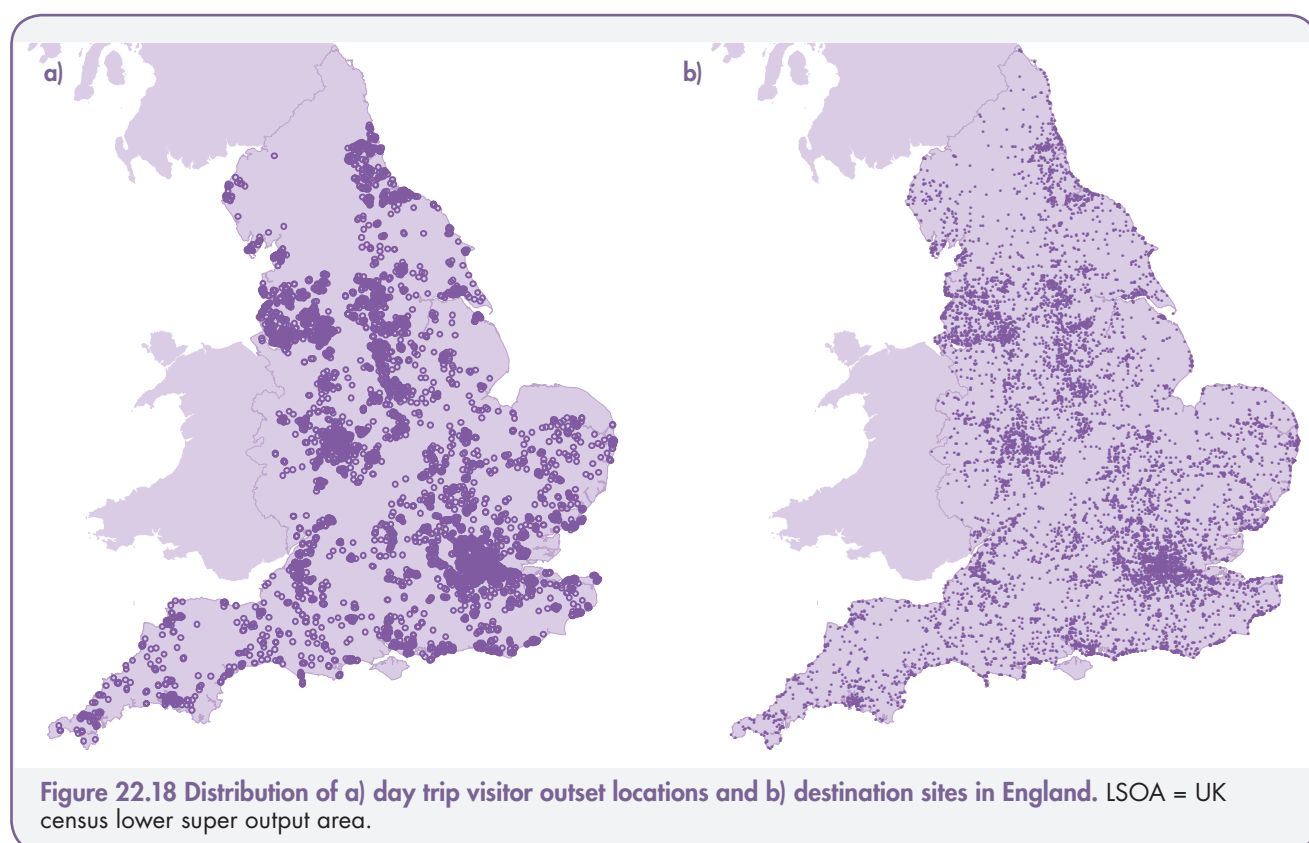 a)
b)
Figure 22.18 Distribution of a) day trip visitor outset locations and b) destination sites in England. LSOA = UK
census lower super output area.